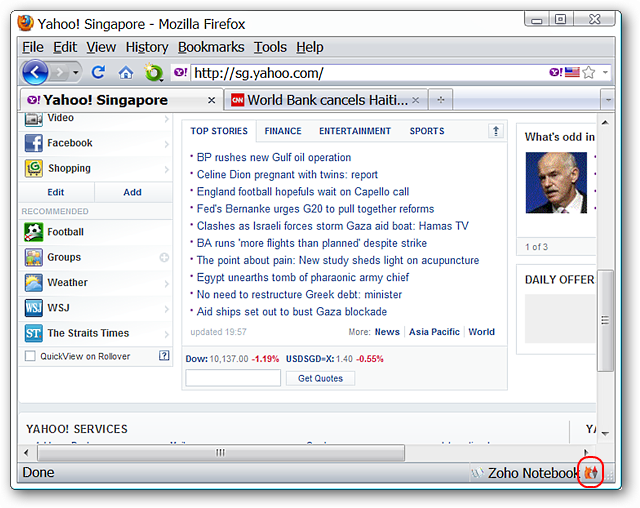 Yahoo! Singapore - Mozilla Firefox
File Edit View History Bookmarks Tools Help
Y! http://sg.yahoo.com/ Y!
Y! Yahoo! Singapore CNN World Bank cancels Haiti...
Video
Facebook
Shopping
Edit Add
RECOMMENDED
Football
Groups
Weather
WSJ WSJ
ST The Straits Times
QuickView on Rollover ?
TOP STORIES FINANCE ENTERTAINMENT SPORTS
• BP rushes new Gulf oil operation
• Celine Dion pregnant with twins: report
• England football hopefuls wait on Capello call
• Fed's Bernanke urges G20 to pull together reforms
• Clashes as Israeli forces storm Gaza aid boat: Hamas TV
• BA runs 'more flights than planned' despite strike
• The point about pain: New study sheds light on acupuncture
• Egypt unearths tomb of pharaonic army chief
• No need to restructure Greek debt: minister
• Aid ships set out to bust Gaza blockade
updated 19:57 More: News Asia Pacific World
Dow: 10,137.00 -1.19% USDSGD=X: 1.40 -0.55%
Get Quotes
What's odd in
1 of 3
DAILY OFFER
YAHOO! SERVICES
Done Zoho Notebook